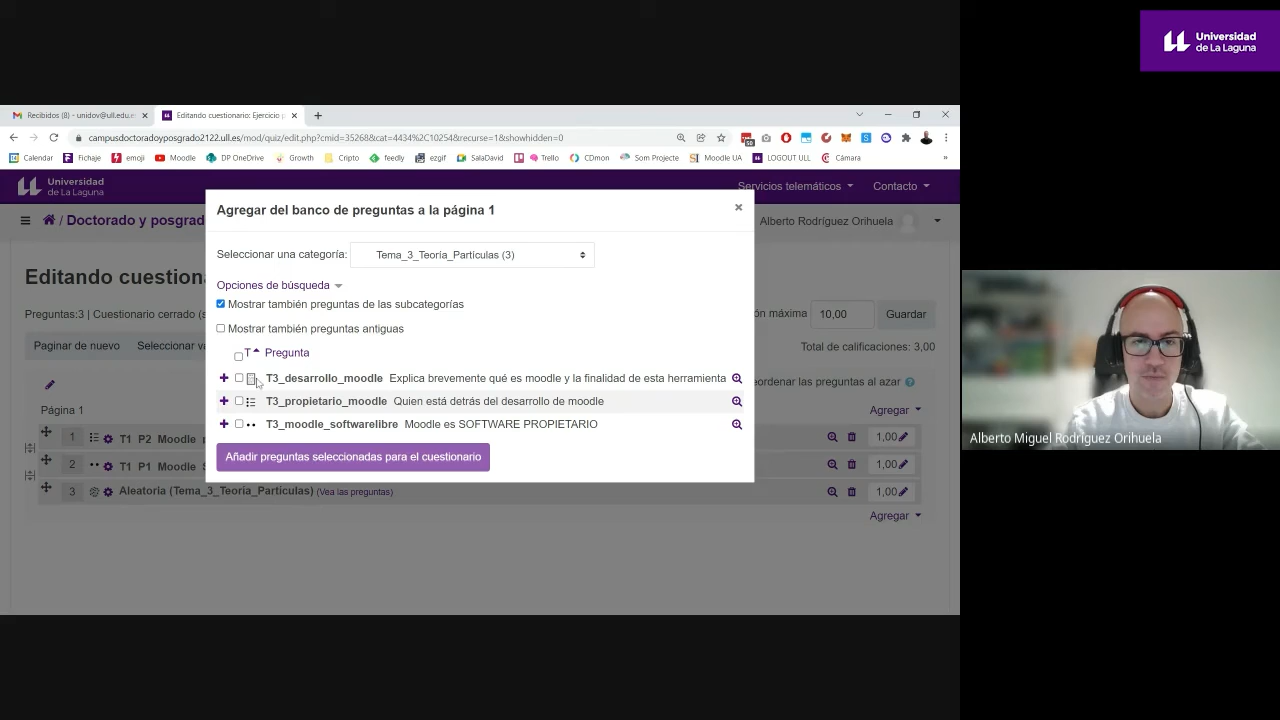 Universidad
de La Laguna
Recibidos (8) - unidov@ull.edu.e
Editando cuestionario: Ejercicio p
campusdoctoradoyposgrado2122.ull.es/mod/quiz/edit.php?cmid=35268&cat=4434%2C10254&recurse=1&showhidden=0
50
Calendar
Fichaje
emoji
Moodle
DP OneDrive
Growth
Cripto
feedly
ezgif
SalaDavid
Trello
CDmon
Som Projecte
Moodle UA
LOGOUT ULL
Cámara
Universidad
de La Laguna
Servicios telemáticos
Contacto
/ Doctorado y posgrad
Alberto Rodríguez Orihuela
Agregar del banco de preguntas a la página 1
×
Seleccionar una categoría:
Tema_3_Teoría_Partículas (3)
Opciones de búsqueda
Mostrar también preguntas de las subcategorías
Mostrar también preguntas antiguas
T
Pregunta
T3_desarrollo_moodle Explica brevemente qué es moodle y la finalidad de esta herramienta
T3_propietario_moodle Quien está detrás del desarrollo de moodle
T3_moodle_softwarelibre Moodle es SOFTWARE PROPIETARIO
Añadir preguntas seleccionadas para el cuestionario
Editando cuestion
Preguntas:3 | Cuestionario cerrado (a
ón máxima
10,00
Guardar
Paginar de nuevo
Seleccionar va
Total de calificaciones: 3,00
eordenar las preguntas al azar
Página 1
Agregar
1
T1 P2 Moodle
1,00
2
T1 P1 Moodle S
1,00
3
Aleatoria (Tema_3_Teoría_Partículas) (Vea las preguntas)
1,00
Agregar
Alberto Miguel Rodríguez Orihuela